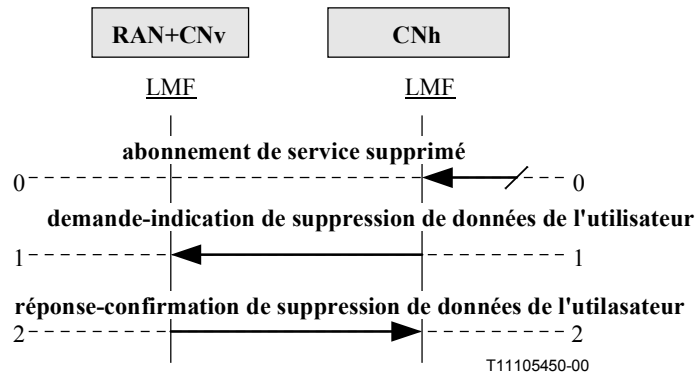 RAN+CNv CNh
LMF LMF
abonnement de service supprimé
0 0
demande-indication de suppression de données de l'utilisateur
1 1
réponse-confirmation de suppression de données de l'utilasateur
2 2
T11105450-00